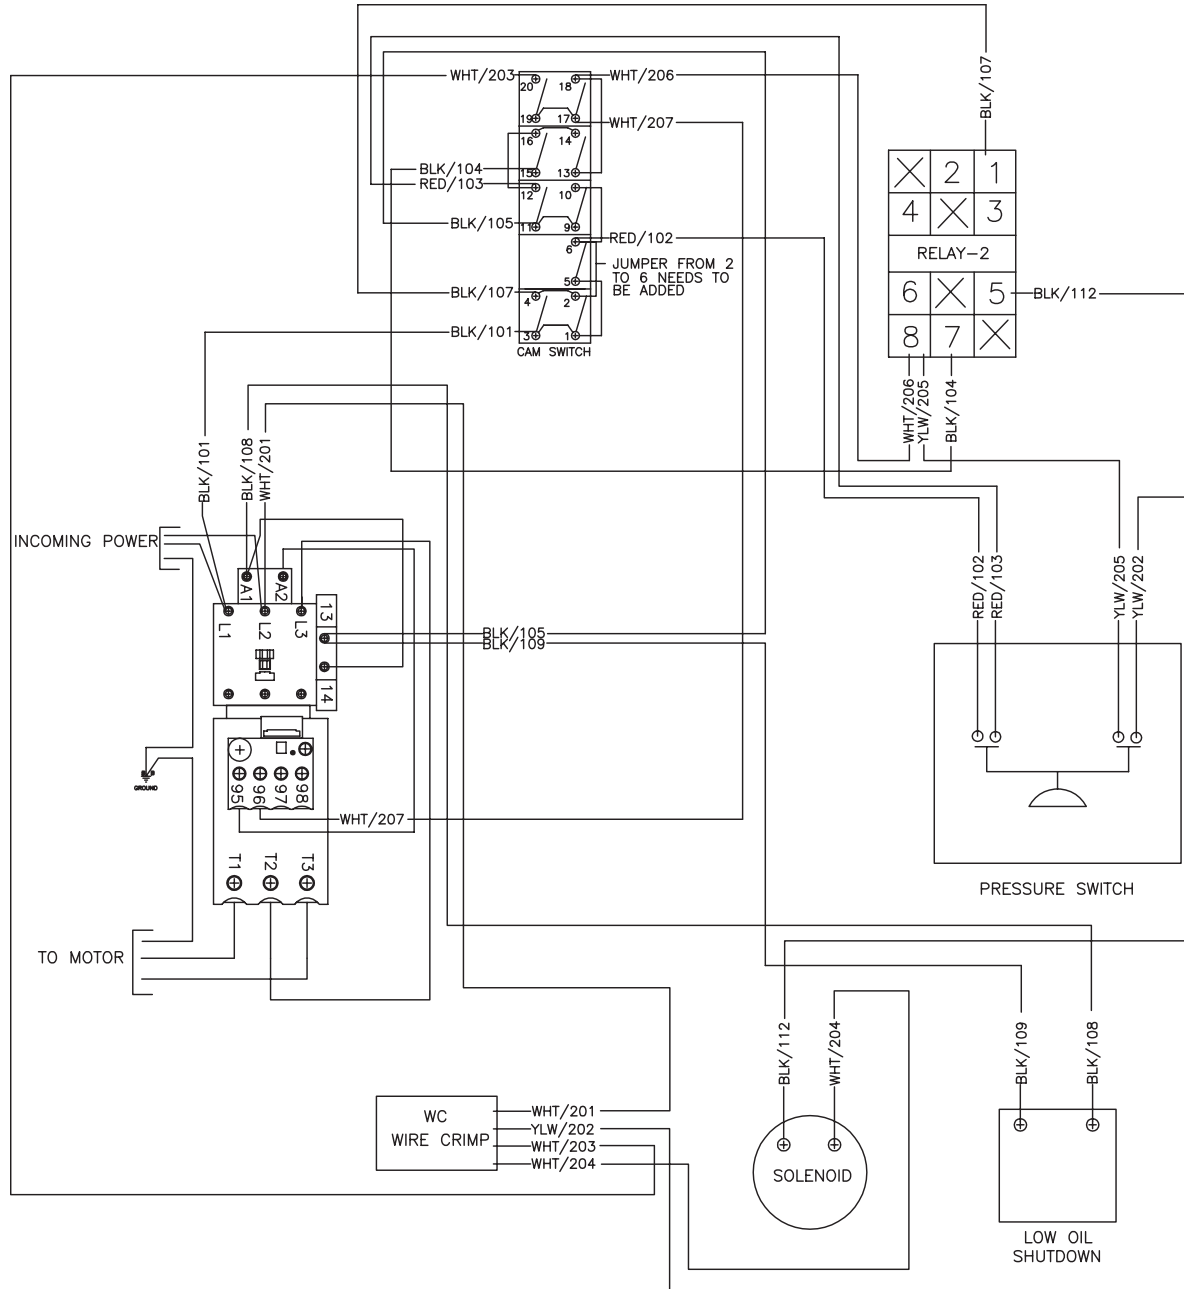 BLK/107
WHT/203
20
18
WHT/206
19
17
WHT/207
16
14
BLK/104
15
13
RED/103
12
10
BLK/105
11
9
RED/102
6
JUMPER FROM 2
TO 6 NEEDS TO
BE ADDED
5
BLK/107
4
2
BLK/101
3
1
CAM SWITCH
2
1
4
3
RELAY-2
6
5
BLK/112
8
7
WHT/206
YLW/205
BLK/104
BLK/101
BLK/108
WHT/201
INCOMING POWER
A1
A2
L1
L2
L3
13
14
BLK/105
BLK/109
RED/102
RED/103
YLW/205
YLW/202
PRESSURE SWITCH
GROUND
95
96
97
98
WHT/207
T1
T2
T3
TO MOTOR
BLK/112
WHT/204
BLK/109
BLK/108
WC
WIRE CRIMP
WHT/201
YLW/202
WHT/203
WHT/204
SOLENOID
LOW OIL
SHUTDOWN